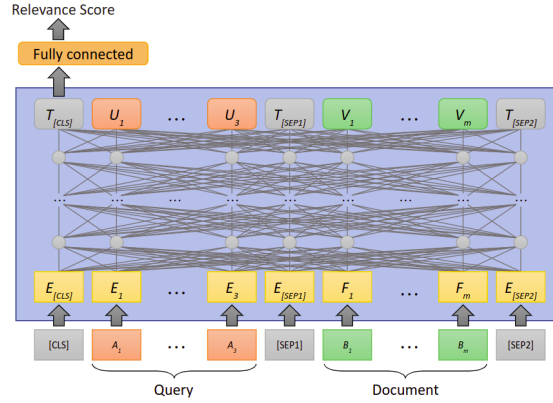 Relevance Score
Fully connected
T[CLS] U1 ... U3 T[SEP1] V1 ... Vm T[SEP2]
... ... ... ... ... ... ...
E[CLS] E1 ... E3 E[SEP1] F1 ... Fm E[SEP2]
[CLS] A1 ... A3 [SEP1] B1 ... Bm [SEP2]
Query Document